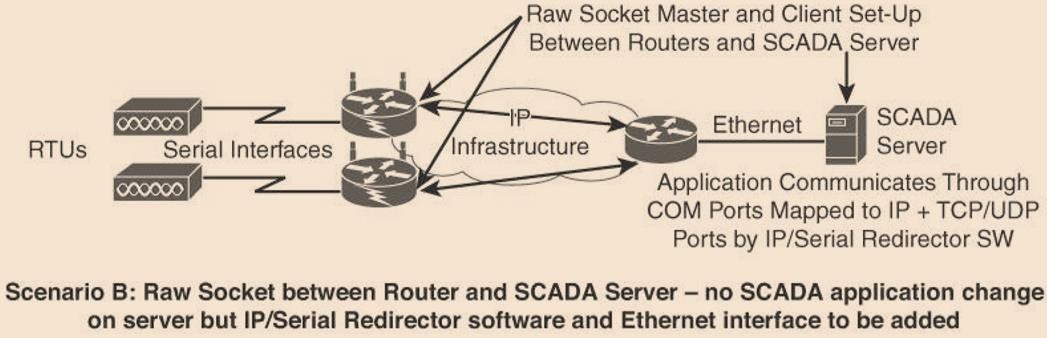 Raw Socket Master and Client Set-Up
Between Routers and SCADA Server
IP
Infrastructure
Ethernet
SCADA
Server
RTUs
Serial Interfaces
Application Communicates Through
COM Ports Mapped to IP + TCP/UDP
Ports by IP/Serial Redirector SW
Scenario B: Raw Socket between Router and SCADA Server – no SCADA application change
on server but IP/Serial Redirector software and Ethernet interface to be added